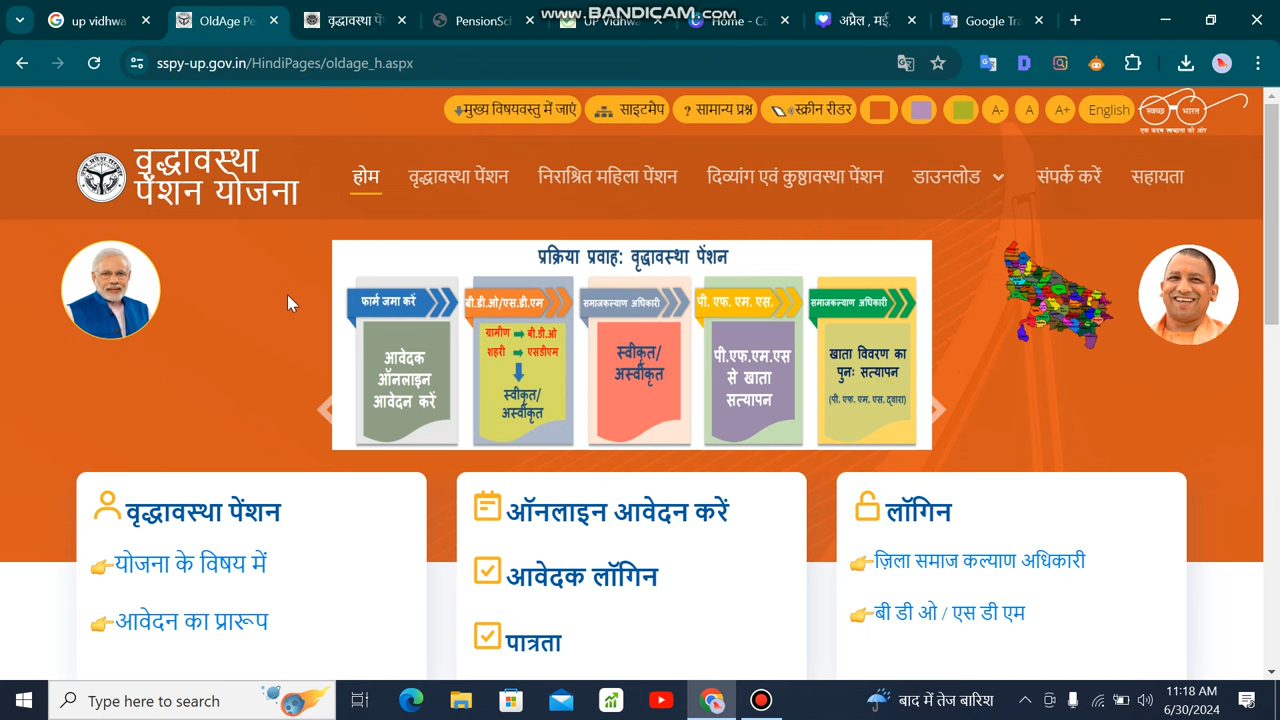 www.BANDICAM.com
up vidhwa
OldAge Pe
वृद्धावस्था पें
PensionSc
UP Vidhwa
Home - Ca
अप्रैल , मई,
Google Tra
sspy-up.gov.in/HindiPages/oldage_h.aspx
मुख्य विषयवस्तु में जाएं
साइटमैप
? सामान्य प्रश्न
स्क्रीन रीडर
A-
A
A+
English
स्वच्छ भारत
एक कदम स्वच्छता की ओर
वृद्धावस्था
पेंशन योजना
होम
वृद्धावस्था पेंशन
निराश्रित महिला पेंशन
दिव्यांग एवं कुष्ठावस्था पेंशन
डाउनलोड
संपर्क करें
सहायता
प्रक्रिया प्रवाह: वृद्धावस्था पेंशन
फार्म जमा करें
आवेदक
ऑनलाइन
आवेदन करें
बी.डी.ओ/एस.डी.एम
ग्रामीण ➡ बी.डी.ओ
शहरी ➡ एसडीएम
स्वीकृत/
अस्वीकृत
समाजकल्याण अधिकारी
स्वीकृत/
अस्वीकृत
पी. एफ. एम. एस.
पी.एफ.एम.एस
से खाता
सत्यापन
समाजकल्याण अधिकारी
खाता विवरण का
पुनः सत्यापन
(पी. एफ. एम. एस. द्वारा)
वृद्धावस्था पेंशन
योजना के विषय में
आवेदन का प्रारूप
ऑनलाइन आवेदन करें
आवेदक लॉगिन
पात्रता
लॉगिन
ज़िला समाज कल्याण अधिकारी
बी डी ओ / एस डी एम
Type here to search
बाद में तेज बारिश
11:18 AM
6/30/2024